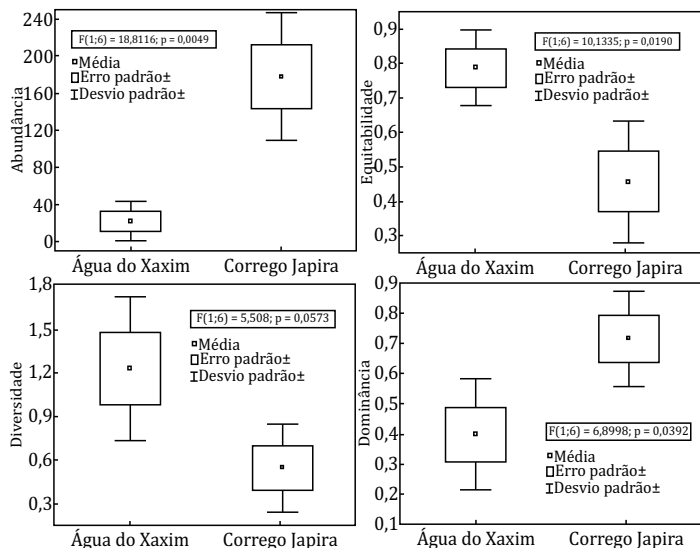 F(1;6) = 18,8116; p = 0,0049
Média
Erro padrão±
Desvio padrão±
Abundância
240
200
160
120
80
40
0
Água do Xaxim Corrego Japira
F(1;6) = 10,1335; p = 0,0190
Média
Erro padrão±
Desvio padrão±
Equitabilidade
0,9
0,8
0,7
0,6
0,5
0,4
0,3
Água do Xaxim Corrego Japira
F(1;6) = 5,508; p = 0,0573
Média
Erro padrão±
Desvio padrão±
Diversidade
1,8
1,5
1,2
0,9
0,6
0,3
Água do Xaxim Corrego Japira
F(1;6) = 6,8998; p = 0,0392
Média
Erro padrão±
Desvio padrão±
Dominância
0,9
0,8
0,7
0,6
0,5
0,4
0,3
0,2
0,1
Água do Xaxim Corrego Japira